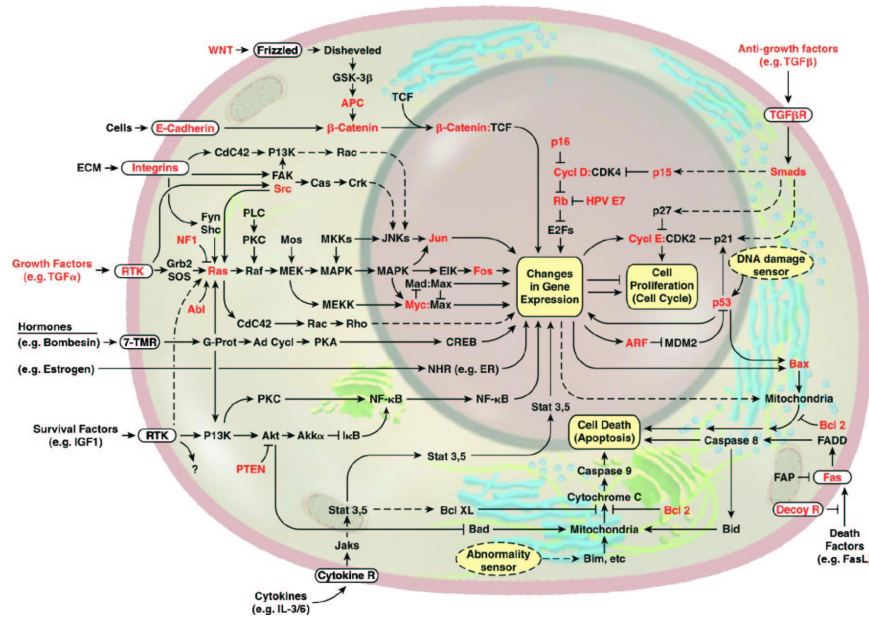 WNT
Frizzled
Disheveled
GSK-3β
APC
TCF
Cells
E-Cadherin
β-Catenin
β-Catenin:TCF
Anti-growth factors
(e.g. TGFβ)
TGFβR
Smads
ECM
Integrins
CdC42
P13K
Rac
FAK
Src
Cas
Crk
p16
Cycl D:CDK4
p15
Rb
HPV E7
E2Fs
p27
Cycl E:CDK2
p21
Fyn
Shc
PLC
PKC
NF1
Mos
MKKs
JNKs
Jun
Growth Factors
(e.g. TGFα)
RTK
Grb2
SOS
Ras
Raf
MEK
MAPK
MAPK
ElK
Fos
Mad:Max
MEKK
Myc:Max
Abl
CdC42
Rac
Rho
Changes
in Gene
Expression
Cell
Proliferation
(Cell Cycle)
DNA damage
sensor
p53
ARF
MDM2
Bax
Hormones
(e.g. Bombesin)
7-TMR
G-Prot
Ad Cycl
PKA
CREB
(e.g. Estrogen)
NHR (e.g. ER)
PKC
NF-κB
NF-κB
Stat 3,5
Mitochondria
Survival Factors
(e.g. IGF1)
RTK
P13K
Akt
Akkα
IκB
?
PTEN
Stat 3,5
Cell Death
(Apoptosis)
Caspase 8
Bcl 2
FADD
FAP
Fas
Decoy R
Death
Factors
(e.g. FasL)
Caspase 9
Cytochrome C
Stat 3,5
Bcl XL
Bcl 2
Bad
Mitochondria
Bid
Jaks
Abnormality
sensor
Bim, etc
Cytokine R
Cytokines
(e.g. IL-3/6)